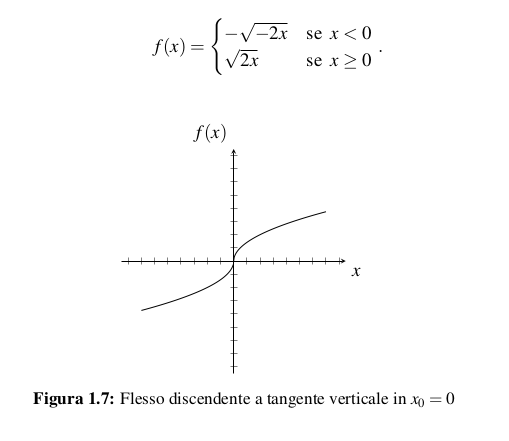 f(x) = { −√−2x se x < 0
√2x se x ≥ 0 .
f(x)
x
Figura 1.7: Flesso discendente a tangente verticale in x₀ = 0